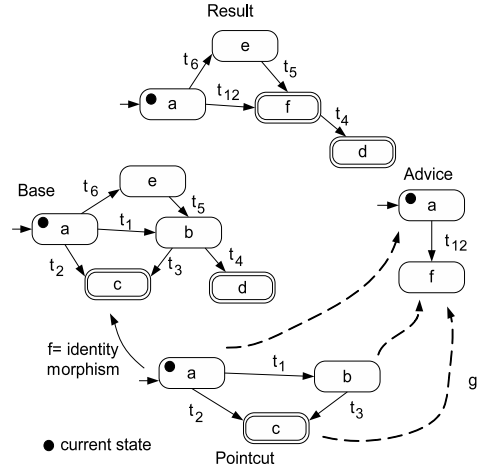 Result
e
t6
t5
a
t12
f
t4
d
Base
Advice
e
t6
t5
a
a
t1
b
t12
t2
t3
t4
c
d
f
f= identity
morphism
a
t1
b
t2
t3
g
c
current state
Pointcut